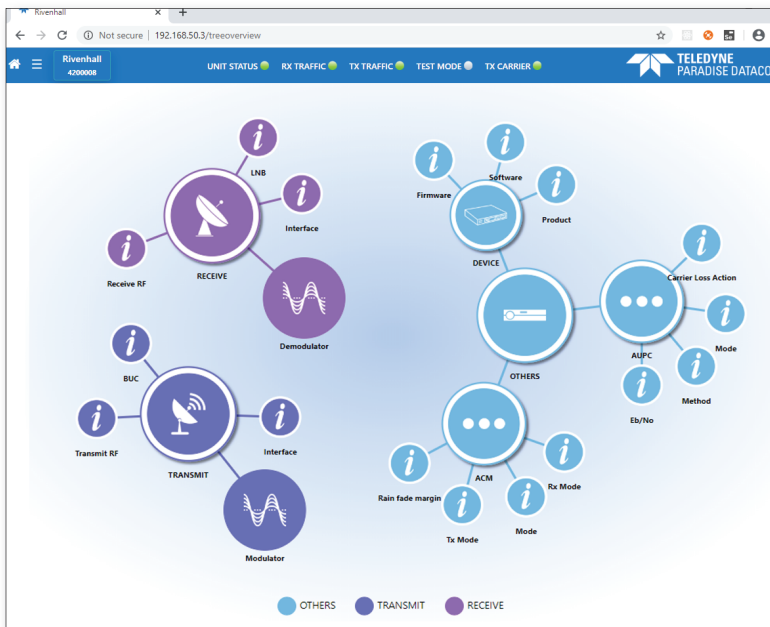 Rivenhall
Not secure | 192.168.50.3/treeoverview
Rivenhall
4200008
UNIT STATUS RX TRAFFIC TX TRAFFIC TEST MODE TX CARRIER
TELEDYNE
PARADISE DATACO
LNB
Interface
Receive RF
RECEIVE
Demodulator
BUC
Transmit RF
Interface
TRANSMIT
Modulator
Firmware
Software
Product
DEVICE
OTHERS
Carrier Loss Action
AUPC
Mode
Method
Eb/No
ACM
Rain fade margin
Tx Mode
Mode
Rx Mode
OTHERS TRANSMIT RECEIVE